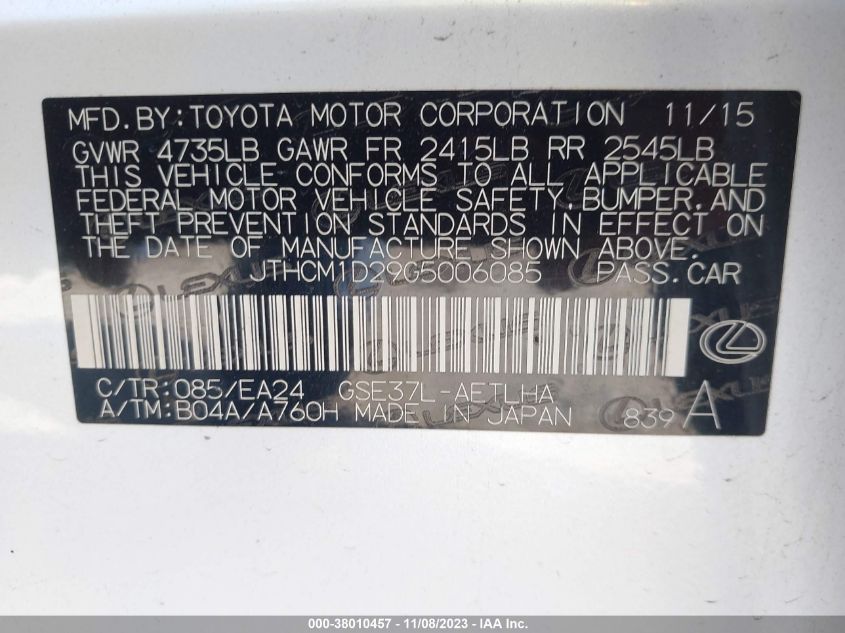 MFD.BY:TOYOTA MOTOR CORPORATION 11/15
GVWR 4735LB GAWR FR 2415LB RR 2545LB
THIS VEHICLE CONFORMS TO ALL APPLICABLE
FEDERAL MOTOR VEHICLE SAFETY,BUMPER,AND
THEFT PREVENTION STANDARDS IN EFFECT ON
THE DATE OF MANUFACTURE SHOWN ABOVE.
JTHCM1D29G5006085 PASS.CAR
C/TR:085/EA24 GSE37L-AETLHA
A/TM:B04A/A760H MADE IN JAPAN 839 A
000-38010457 - 11/08/2023 - IAA Inc.